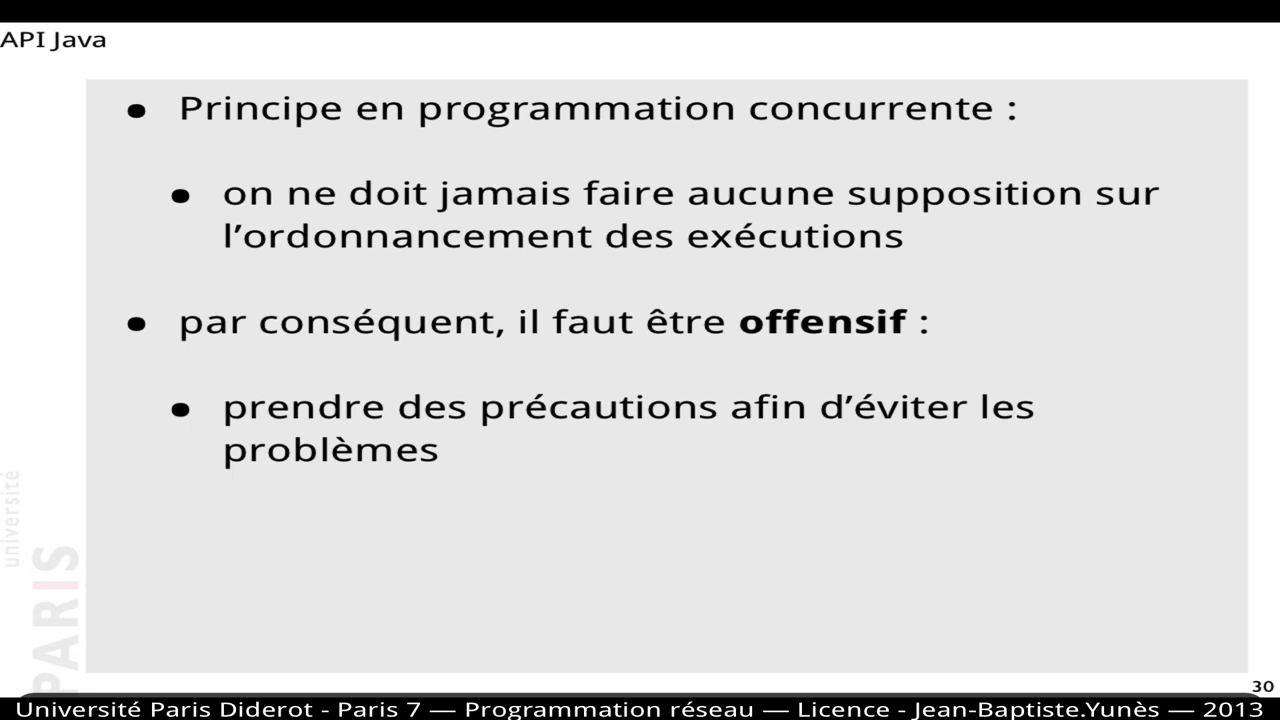 API Java
• Principe en programmation concurrente :
• on ne doit jamais faire aucune supposition sur
l’ordonnancement des exécutions
• par conséquent, il faut être offensif :
• prendre des précautions afin d’éviter les
problèmes
université
PARIS
30
Université Paris Diderot - Paris 7 — Programmation réseau — Licence - Jean-Baptiste.Yunès — 2013